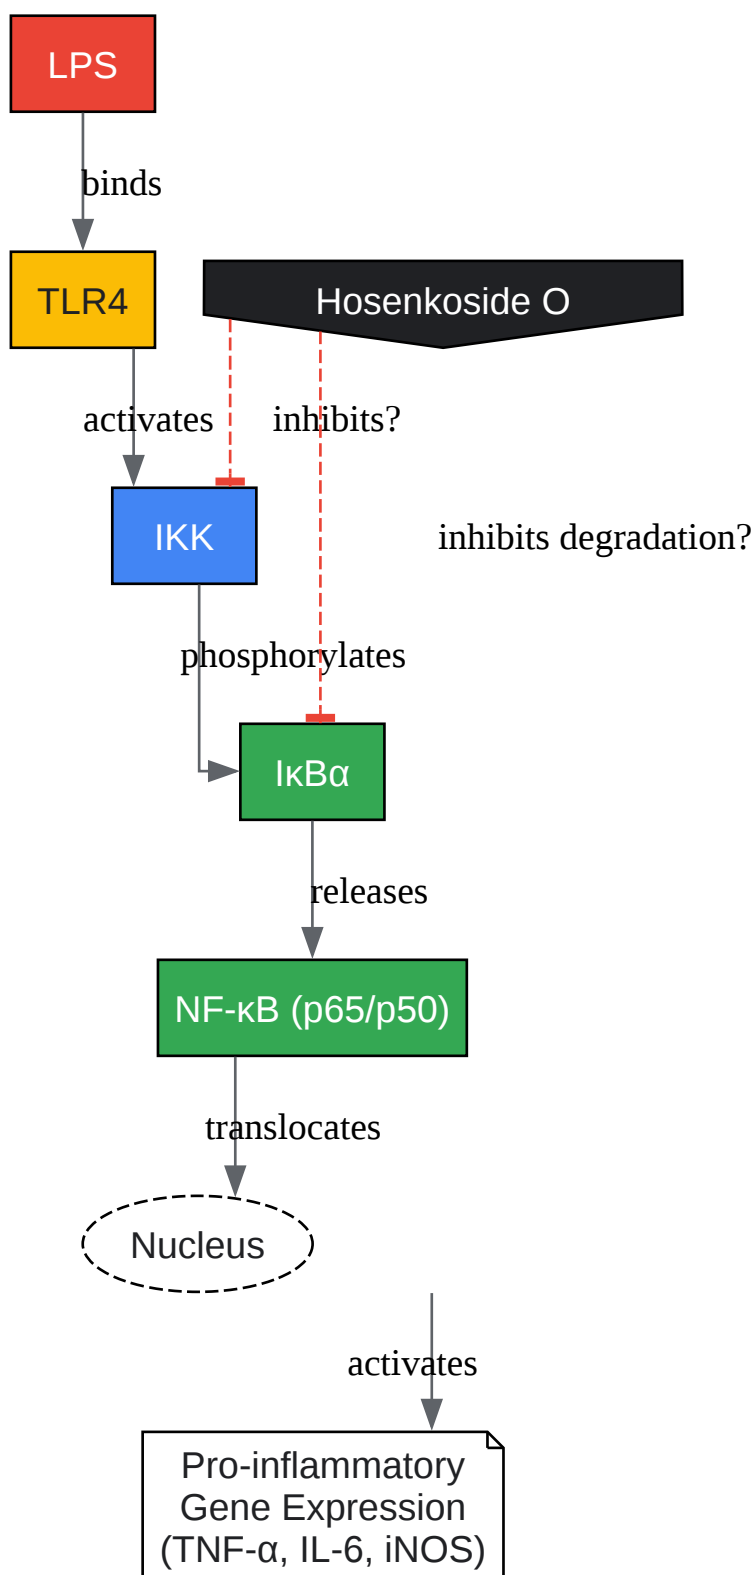 LPS
binds
TLR4
Hosenkoside O
activates
inhibits?
IKK
inhibits degradation?
phosphorylates
IκBα
releases
NF-κB (p65/p50)
translocates
Nucleus
activates
Pro-inflammatory
Gene Expression
(TNF-α, IL-6, iNOS)